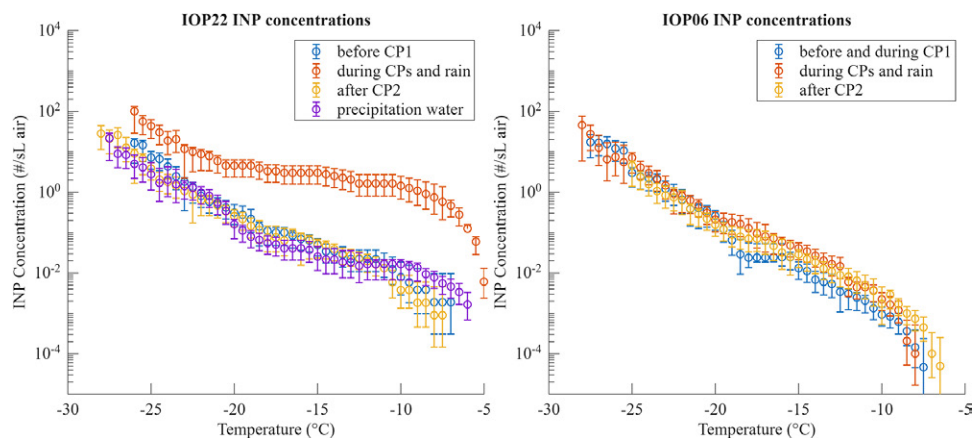 IOP22 INP concentrations
before CP1
during CPs and rain
after CP2
precipitation water
INP Concentration (#/sL air)
10^4
10^2
10^0
10^-2
10^-4
-30 -25 -20 -15 -10 -5
Temperature (°C)
IOP06 INP concentrations
before and during CP1
during CPs and rain
after CP2
INP Concentration (#/sL air)
10^4
10^2
10^0
10^-2
10^-4
-30 -25 -20 -15 -10 -5
Temperature (°C)